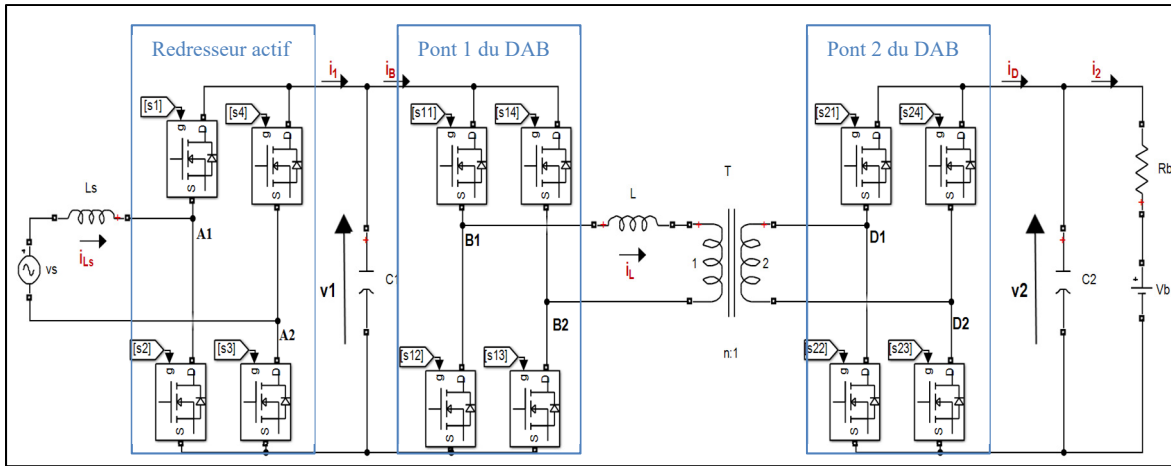 Redresseur actif
Pont 1 du DAB
Pont 2 du DAB
i1
iB
iD
i2
[s1]
[s4]
[s11]
[s14]
[s21]
[s24]
g
D
S
g
D
S
g
D
S
g
D
S
g
D
S
g
D
S
Ls
T
L
Rb
A1
B1
D1
iLs
iL
vs
v1
C1
1
2
v2
C2
Vb
A2
B2
D2
n:1
[s2]
[s3]
[s12]
[s13]
[s22]
[s23]
g
D
S
g
D
S
g
D
S
g
D
S
g
D
S
g
D
S